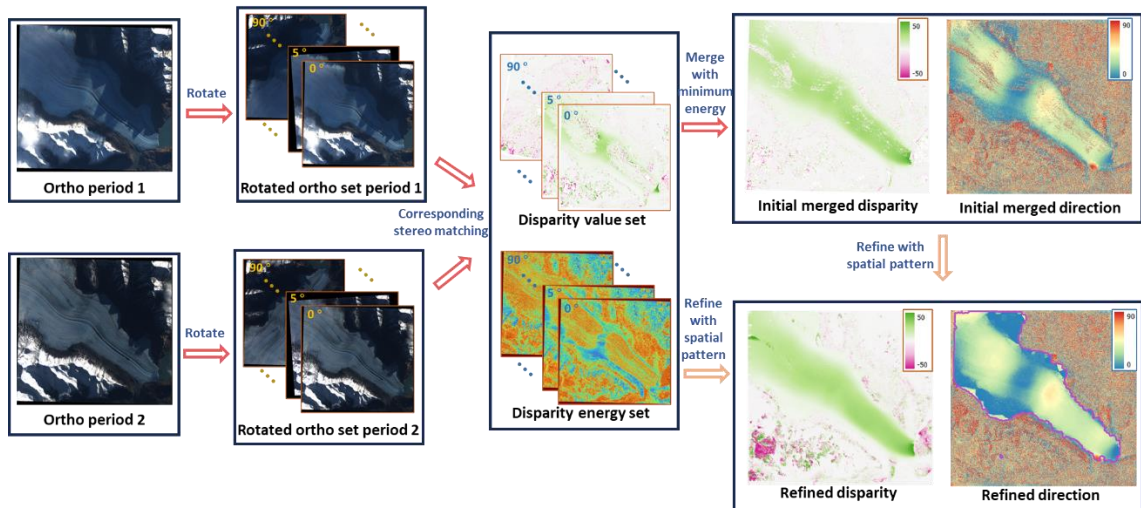 Ortho period 1
Rotate
90 °
5 °
0 °
Rotated ortho set period 1
Ortho period 2
Rotate
90 °
5 °
0 °
Rotated ortho set period 2
Corresponding
stereo matching
90 °
5 °
0 °
Disparity value set
90 °
5 °
0 °
Disparity energy set
Merge
with
minimum
energy
50
-50
Initial merged disparity
90
0
Initial merged direction
Refine with
spatial pattern
Refine
with
spatial
pattern
50
-50
Refined disparity
90
0
Refined direction